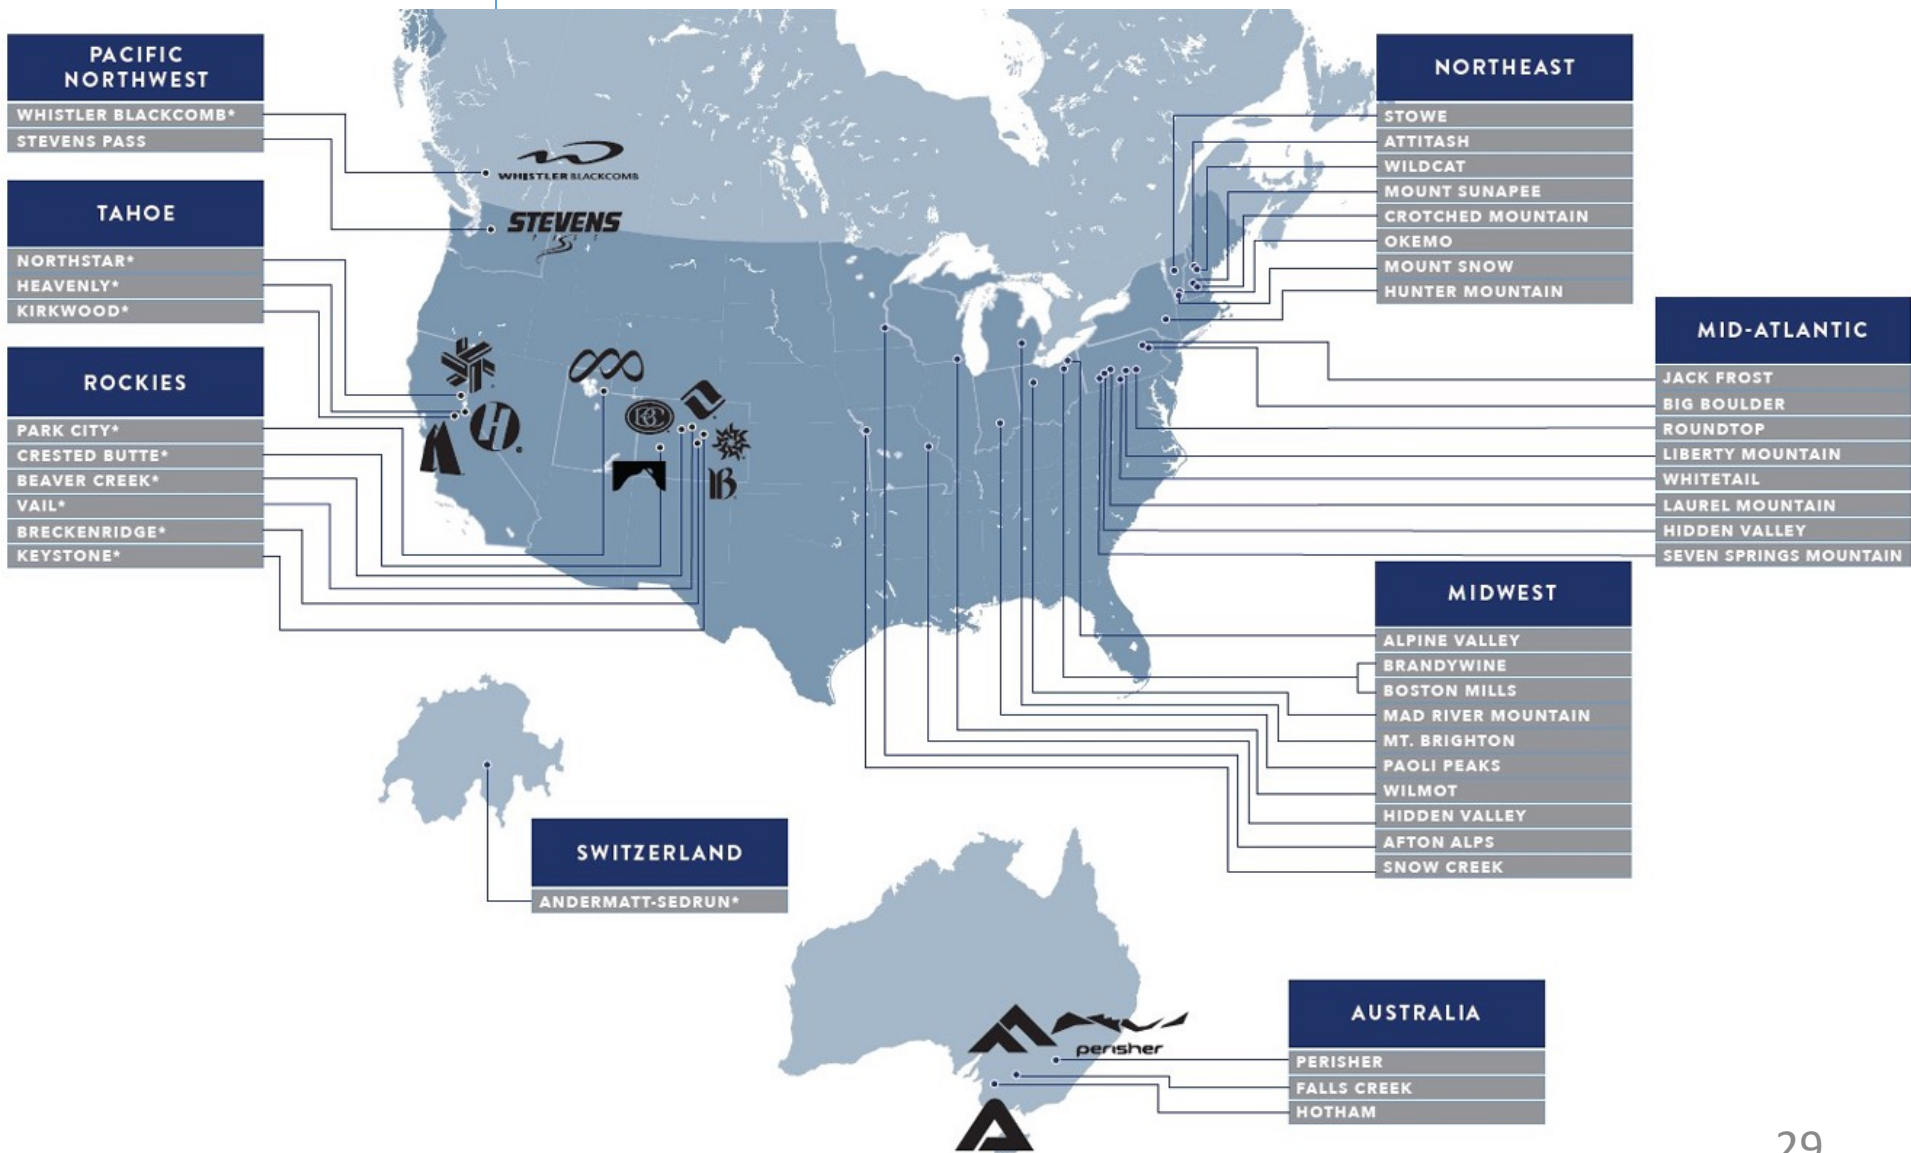 PACIFIC
NORTHWEST
WHISTLER BLACKCOMB*
STEVENS PASS
TAHOE
NORTHSTAR*
HEAVENLY*
KIRKWOOD*
ROCKIES
PARK CITY*
CRESTED BUTTE*
BEAVER CREEK*
VAIL*
BRECKENRIDGE*
KEYSTONE*
WHISTLER BLACKCOMB
STEVENS
H
BC
B
NORTHEAST
STOWE
ATTITASH
WILDCAT
MOUNT SUNAPEE
CROTCHED MOUNTAIN
OKEMO
MOUNT SNOW
HUNTER MOUNTAIN
MID-ATLANTIC
JACK FROST
BIG BOULDER
ROUNDTOP
LIBERTY MOUNTAIN
WHITETAIL
LAUREL MOUNTAIN
HIDDEN VALLEY
SEVEN SPRINGS MOUNTAIN
MIDWEST
ALPINE VALLEY
BRANDYWINE
BOSTON MILLS
MAD RIVER MOUNTAIN
MT. BRIGHTON
PAOLI PEAKS
WILMOT
HIDDEN VALLEY
AFTON ALPS
SNOW CREEK
SWITZERLAND
ANDERMATT-SEDRUN*
perisher
AUSTRALIA
PERISHER
FALLS CREEK
HOTHAM
29